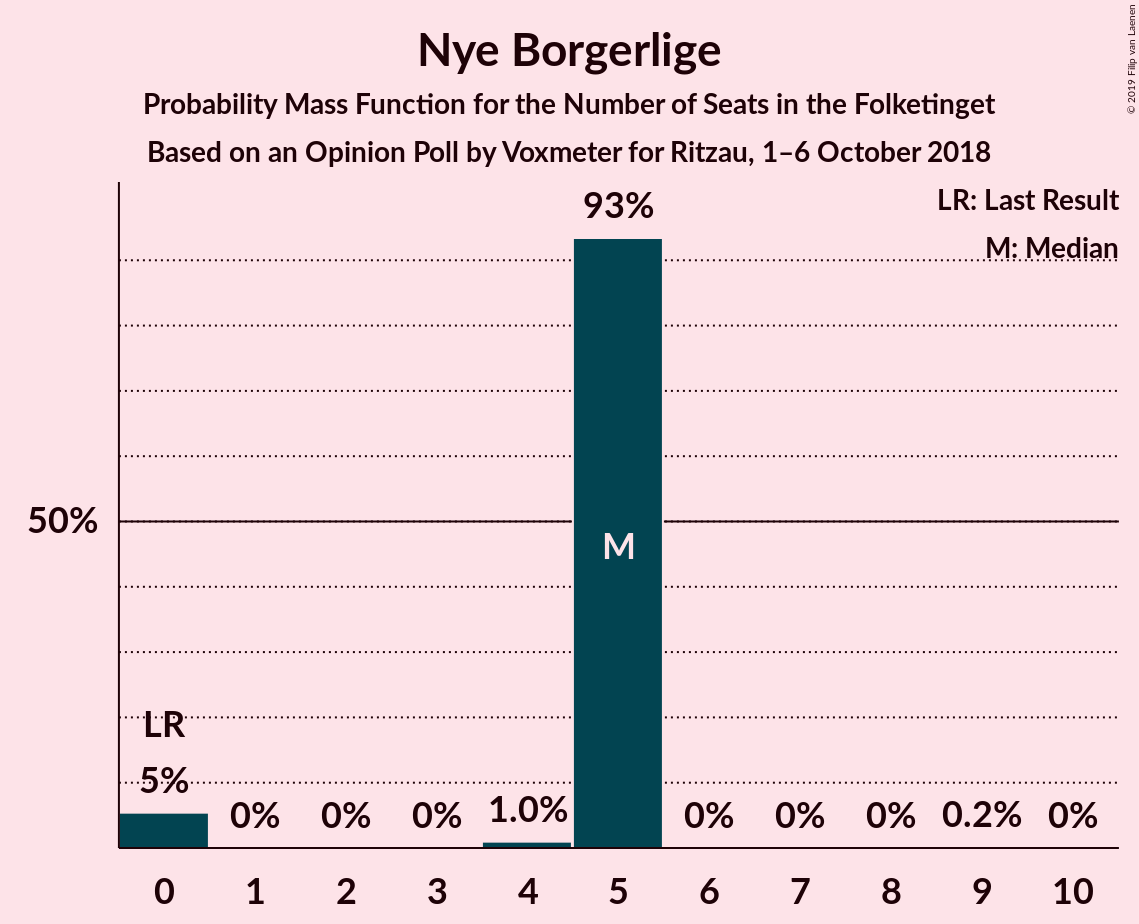 Nye Borgerlige
Probability Mass Function for the Number of Seats in the Folketinget
Based on an Opinion Poll by Voxmeter for Ritzau, 1–6 October 2018
© 2019 Filip van Laenen
LR: Last Result
M: Median
93%
50%
M
LR
5%
0%
0%
0%
1.0%
0%
0%
0%
0.2%
0%
0 1 2 3 4 5 6 7 8 9 10